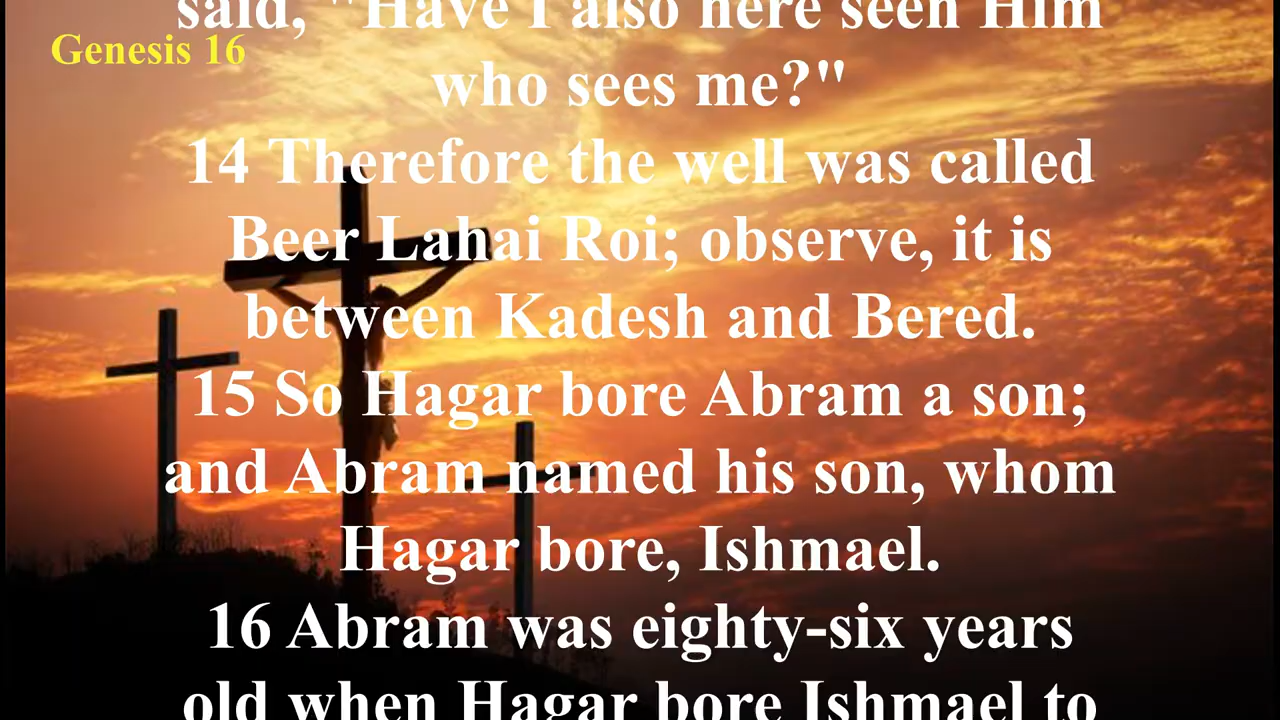 said, "Have I also here seen Him
Genesis 16
who sees me?"
14 Therefore the well was called
Beer Lahai Roi; observe, it is
between Kadesh and Bered.
15 So Hagar bore Abram a son;
and Abram named his son, whom
Hagar bore, Ishmael.
16 Abram was eighty-six years
old when Hagar bore Ishmael to